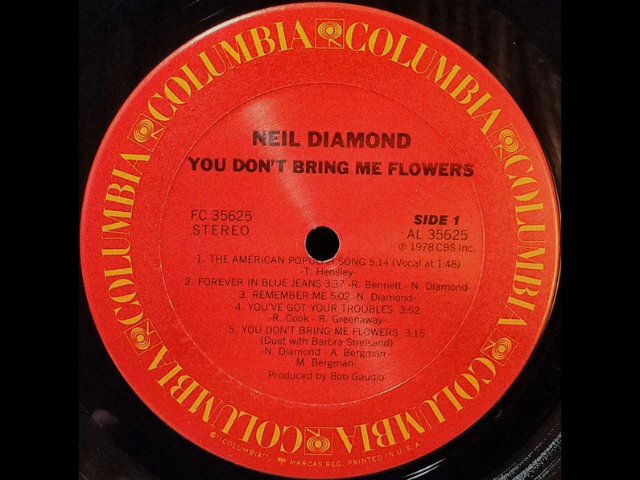 COLUMBIA COLUMBIA COLUMBIA COLUMBIA COLUMBIA COLUMBIA
NEIL DIAMOND
YOU DON'T BRING ME FLOWERS
FC 35625
STEREO
SIDE 1
AL 35625
℗ 1978 CBS Inc.
1. THE AMERICAN POPULAR SONG 5:14 (Vocal at 1:48)
-T. Hensley-
2. FOREVER IN BLUE JEANS 3:37 -R. Bennett - N. Diamond-
3. REMEMBER ME 5:02 -N. Diamond-
4. YOU'VE GOT YOUR TROUBLES 3:52
-R. Cook - R. Greenaway-
5. YOU DON'T BRING ME FLOWERS 3:15
(Duet with Barbra Streisand)
-N. Diamond - A. Bergman-
M. Bergman-
Produced by Bob Gaudio
"COLUMBIA", MARCAS REG. PRINTED IN U.S.A.